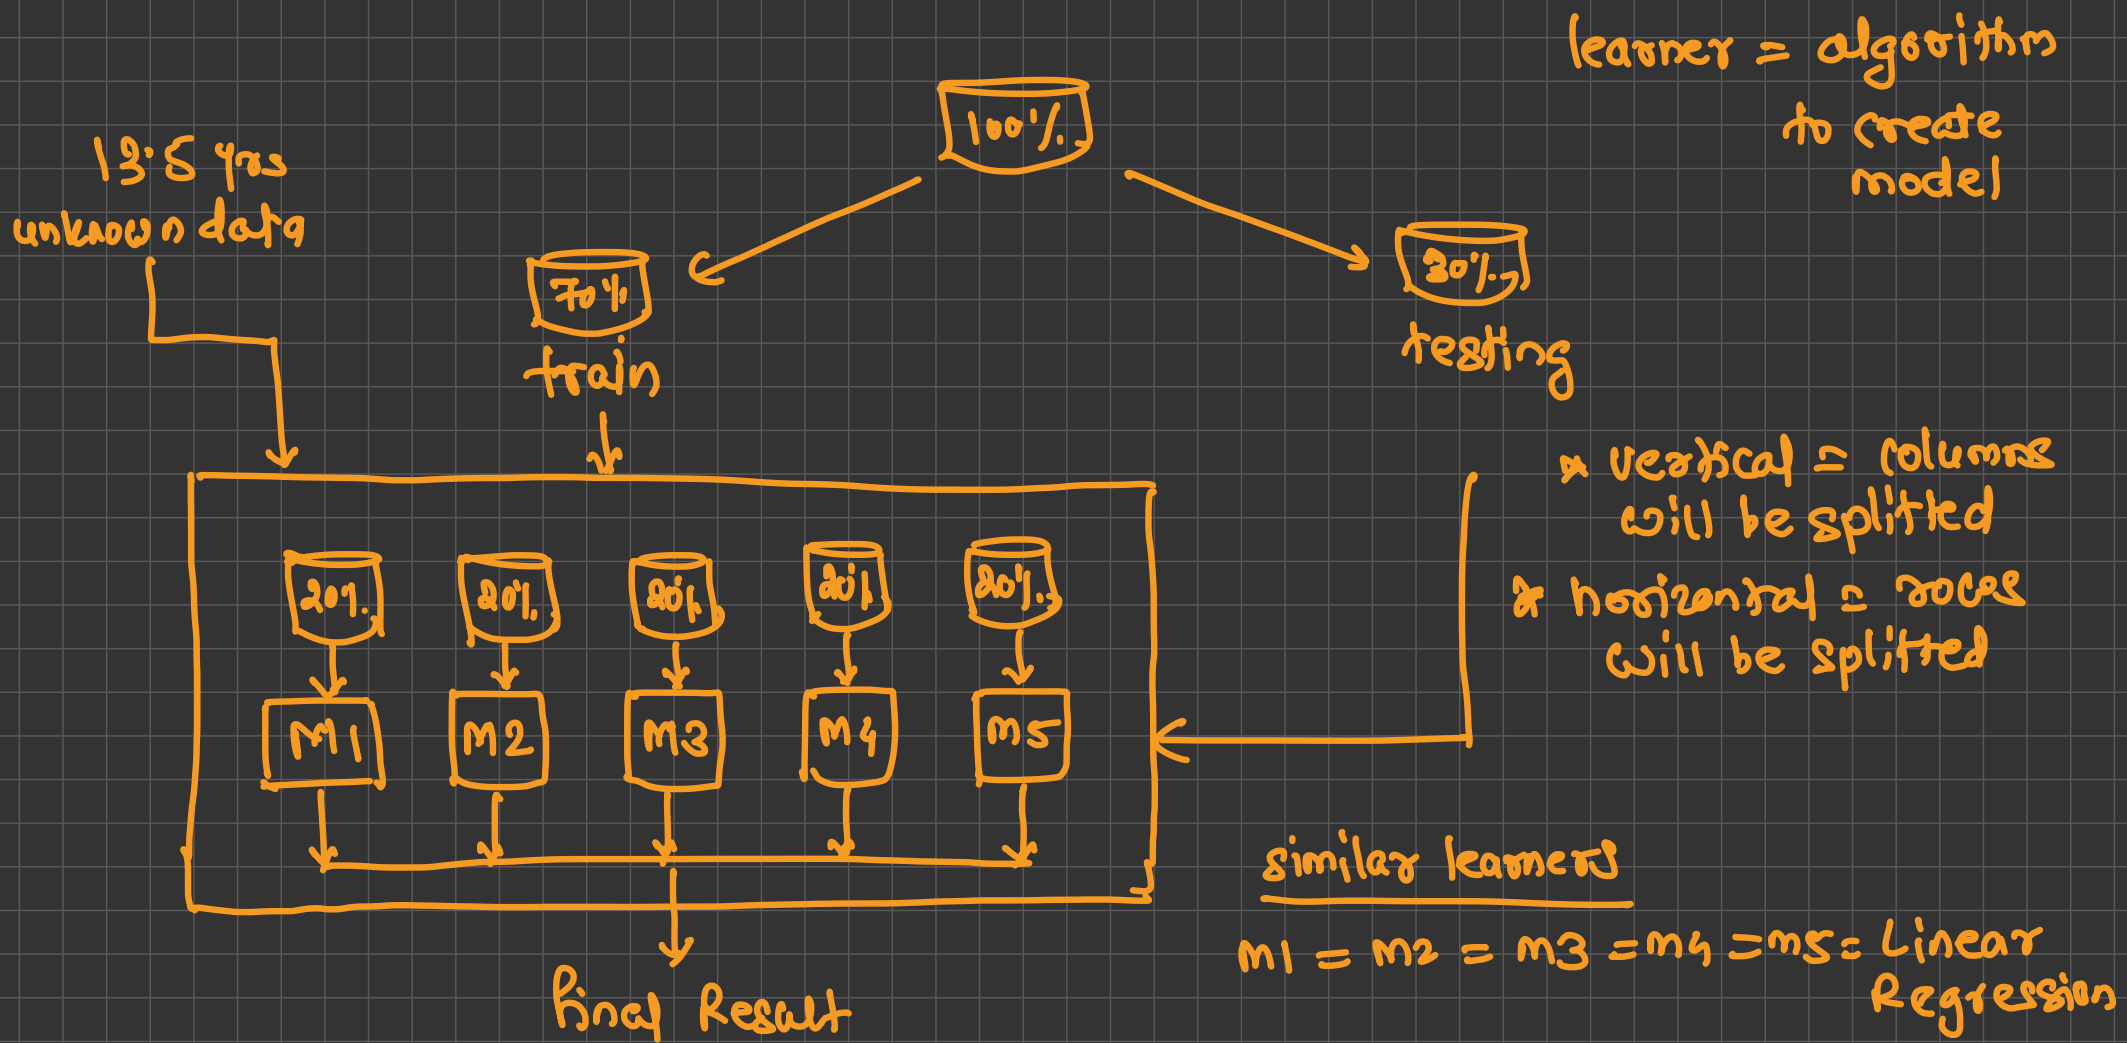 learner = algorithm
to create
model
100%.
13.5 yrs
unknown data
70%
train
30%.
testing
* vertical = columns
will be splitted
* horizontal = rows
will be splitted
20%. 20%. 20%. 20%. 20%.
M1 M2 M3 M4 M5
similar learners
M1 = M2 = M3 = M4 = M5 = Linear
Regression
Final Result